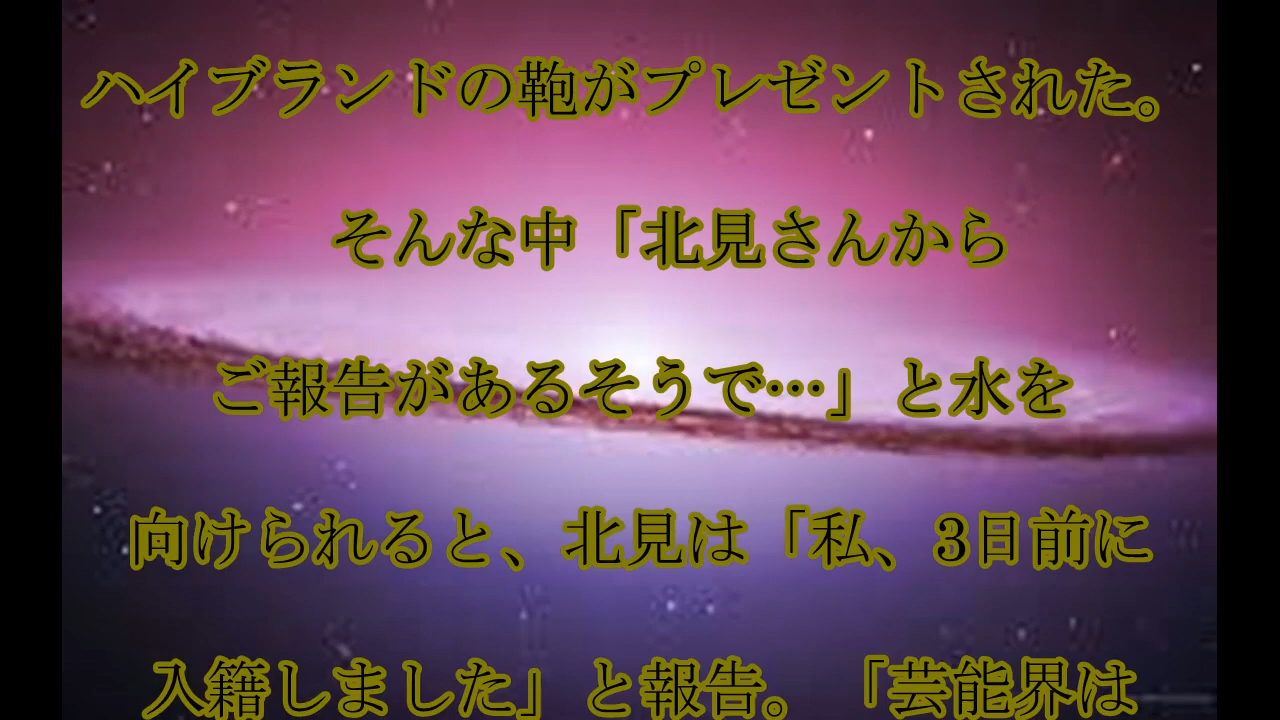 ハイブランドの鞄がプレゼントされた。
そんな中「北見さんから
ご報告があるそうで…」と水を
向けられると、北見は「私、3日前に
入籍しました」と報告。「芸能界は